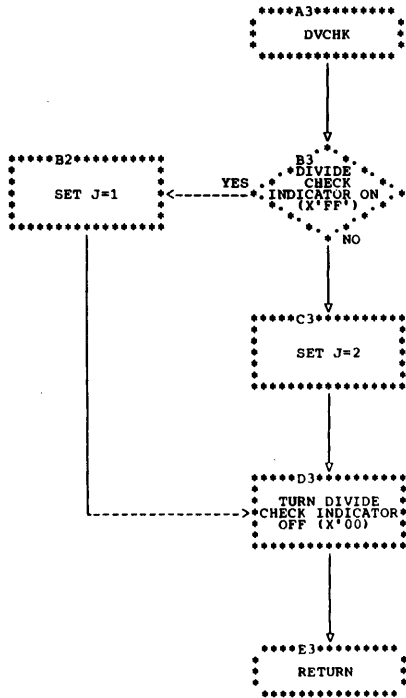 A3
DVCHK
B3
DIVIDE
CHECK
INDICATOR ON
(X'FF')
YES
NO
B2
SET J=1
C3
SET J=2
D3
TURN DIVIDE
CHECK INDICATOR
OFF (X'00)
E3
RETURN